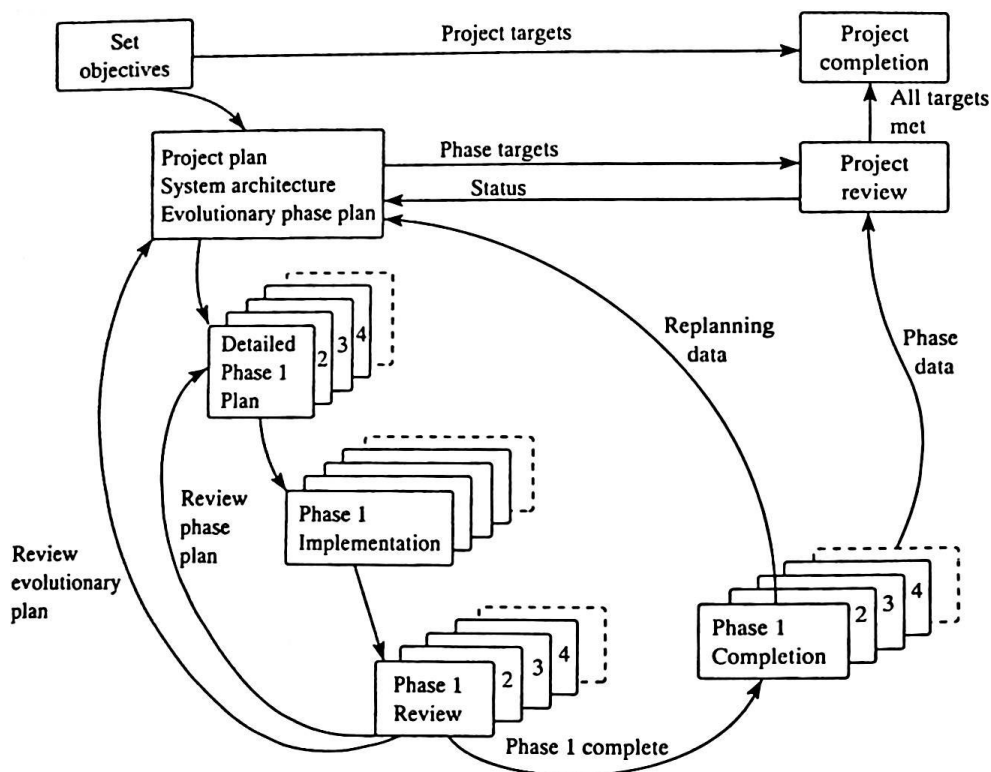 Set
objectives
Project targets
Project
completion
All targets
met
Project plan
System architecture
Evolutionary phase plan
Phase targets
Status
Project
review
Detailed
Phase 1
Plan
2
3
4
Replanning
data
Phase
data
Review
phase
plan
Phase 1
Implementation
Review
evolutionary
plan
Phase 1
Review
2
3
4
Phase 1
Completion
2
3
4
Phase 1 complete